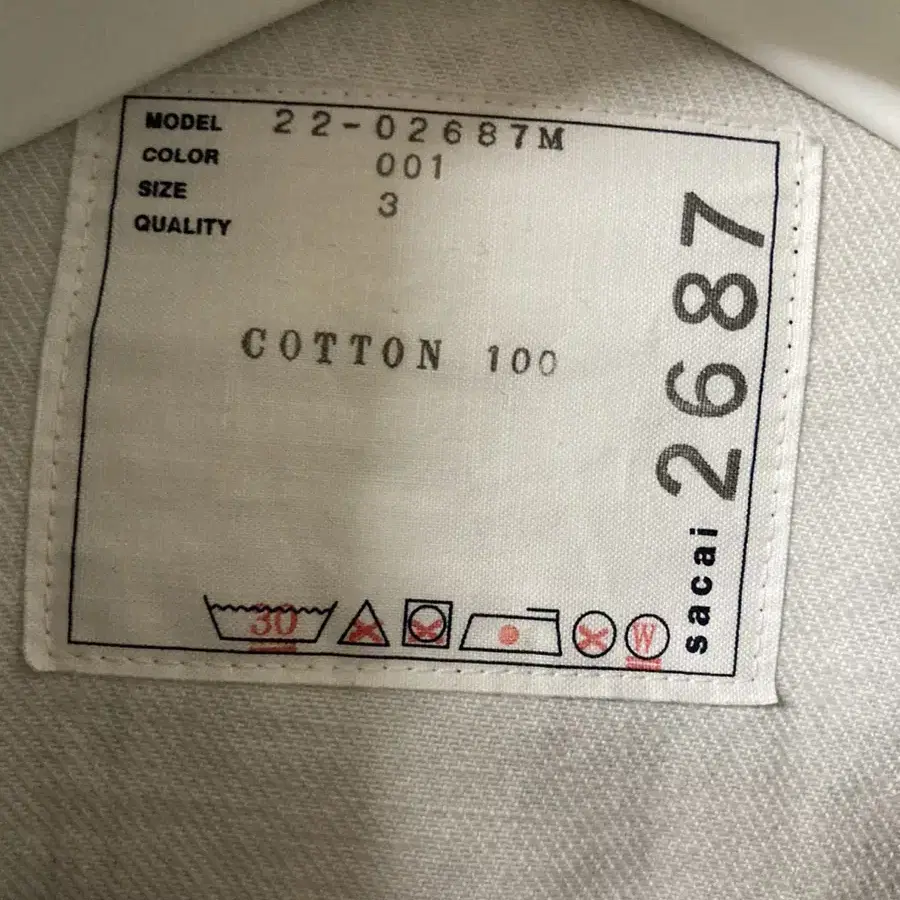 MODEL 22-02687M
COLOR 001
SIZE 3
QUALITY
COTTON 100
sacai 2687
30
W